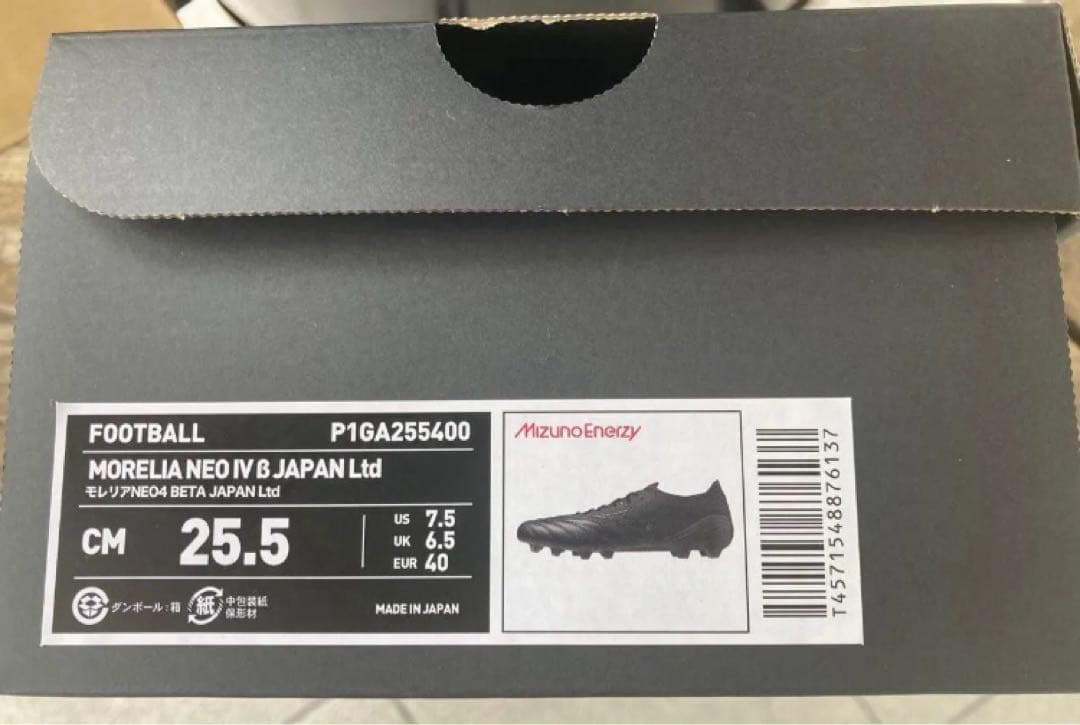 FOOTBALL P1GA255400
MORELIA NEO IV β JAPAN Ltd
モレリアNEO4 BETA JAPAN Ltd
CM 25.5
US 7.5
UK 6.5
EUR 40
ダンボール:箱
紙 中包装紙
保形材
MADE IN JAPAN
MizunoEnerzy
T4571548876137